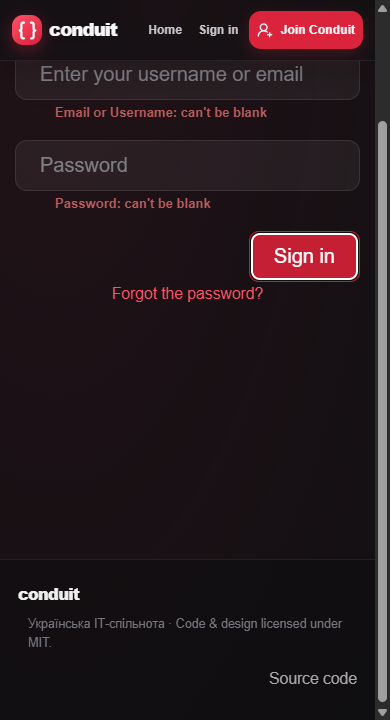 {} conduit Home Sign in Join Conduit
Enter your username or email
Email or Username: can't be blank
Password
Password: can't be blank
Sign in
Forgot the password?
conduit
Українська IT-спільнота · Code & design licensed under
MIT.
Source code